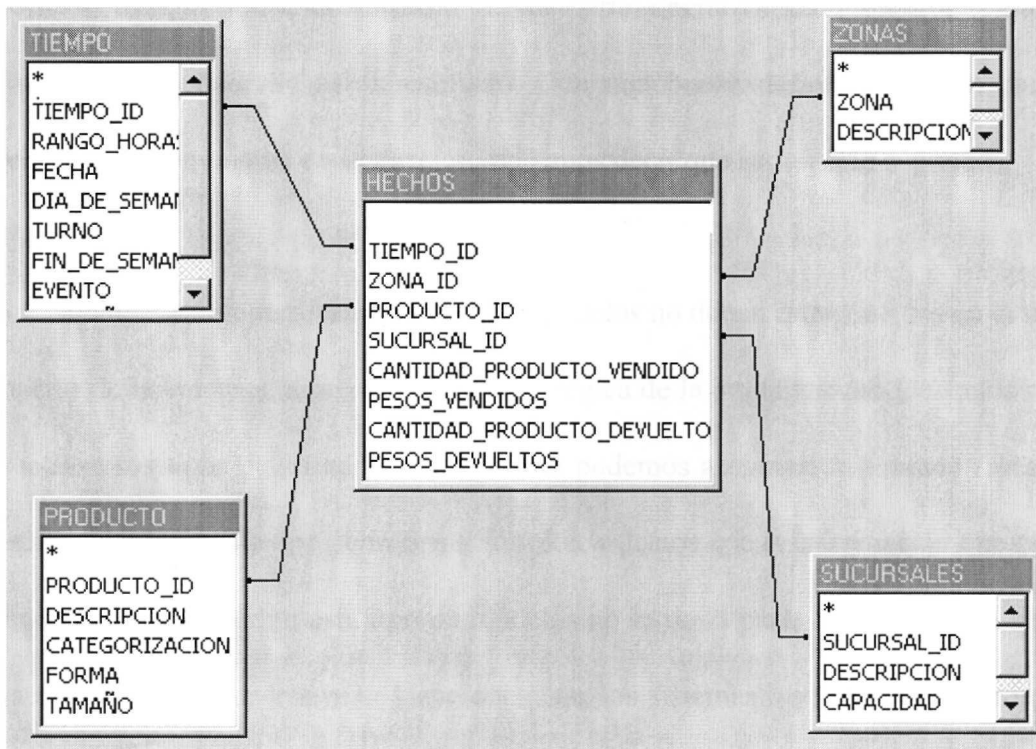 TIEMPO
*
TIEMPO_ID
RANGO_HORAS
FECHA
DIA_DE_SEMAN
TURNO
FIN_DE_SEMAN
EVENTO
ZONAS
*
ZONA
DESCRIPCION
HECHOS
TIEMPO_ID
ZONA_ID
PRODUCTO_ID
SUCURSAL_ID
CANTIDAD_PRODUCTO_VENDIDO
PESOS_VENDIDOS
CANTIDAD_PRODUCTO_DEVUELTO
PESOS_DEVUELTOS
PRODUCTO
*
PRODUCTO_ID
DESCRIPCION
CATEGORIZACION
FORMA
TAMAÑO
SUCURSALES
*
SUCURSAL_ID
DESCRIPCION
CAPACIDAD